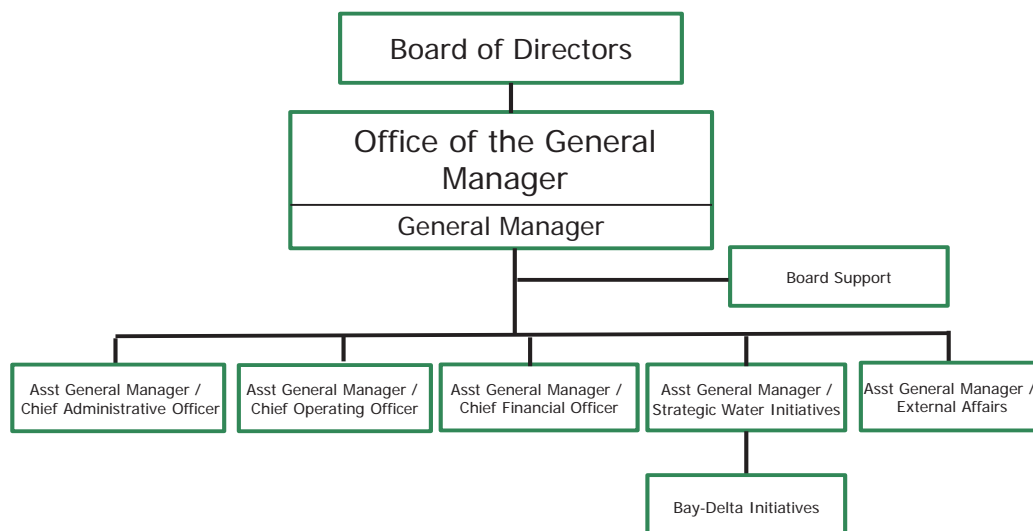 Board of Directors
Office of the General
Manager
General Manager
Board Support
Asst General Manager /
Chief Administrative Officer
Asst General Manager /
Chief Operating Officer
Asst General Manager /
Chief Financial Officer
Asst General Manager /
Strategic Water Initiatives
Asst General Manager /
External Affairs
Bay-Delta Initiatives